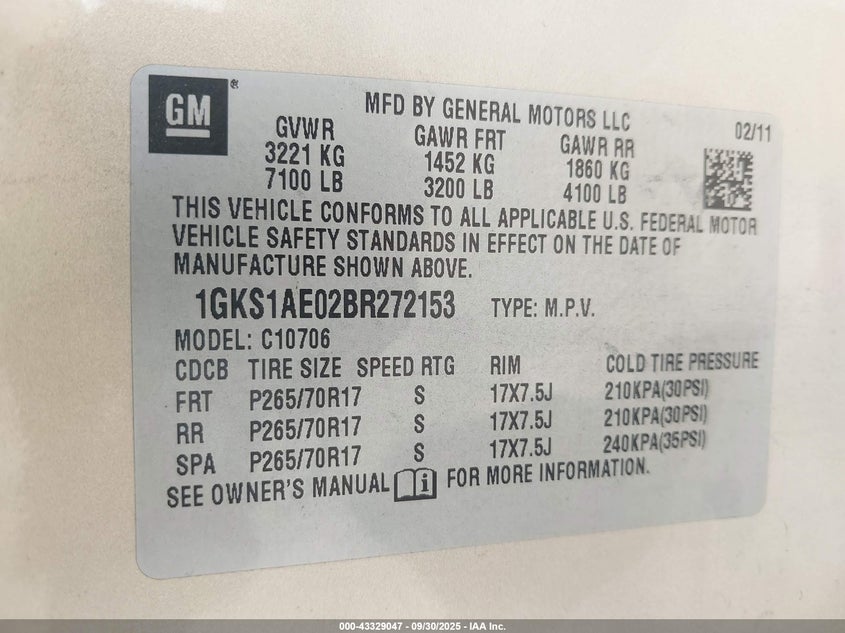 GM®
MFD BY GENERAL MOTORS LLC
02/11
GVWR GAWR FRT GAWR RR
3221 KG 1452 KG 1860 KG
7100 LB 3200 LB 4100 LB
THIS VEHICLE CONFORMS TO ALL APPLICABLE U.S. FEDERAL MOTOR
VEHICLE SAFETY STANDARDS IN EFFECT ON THE DATE OF
MANUFACTURE SHOWN ABOVE.
1GKS1AE02BR272153 TYPE: M.P.V.
MODEL: C10706
CDCB TIRE SIZE SPEED RTG RIM COLD TIRE PRESSURE
FRT P265/70R17 S 17X7.5J 210KPA(30PSI)
RR P265/70R17 S 17X7.5J 210KPA(30PSI)
SPA P265/70R17 S 17X7.5J 240KPA(35PSI)
SEE OWNER'S MANUAL i FOR MORE INFORMATION.
000-43329047 - 09/30/2025 - IAA Inc.